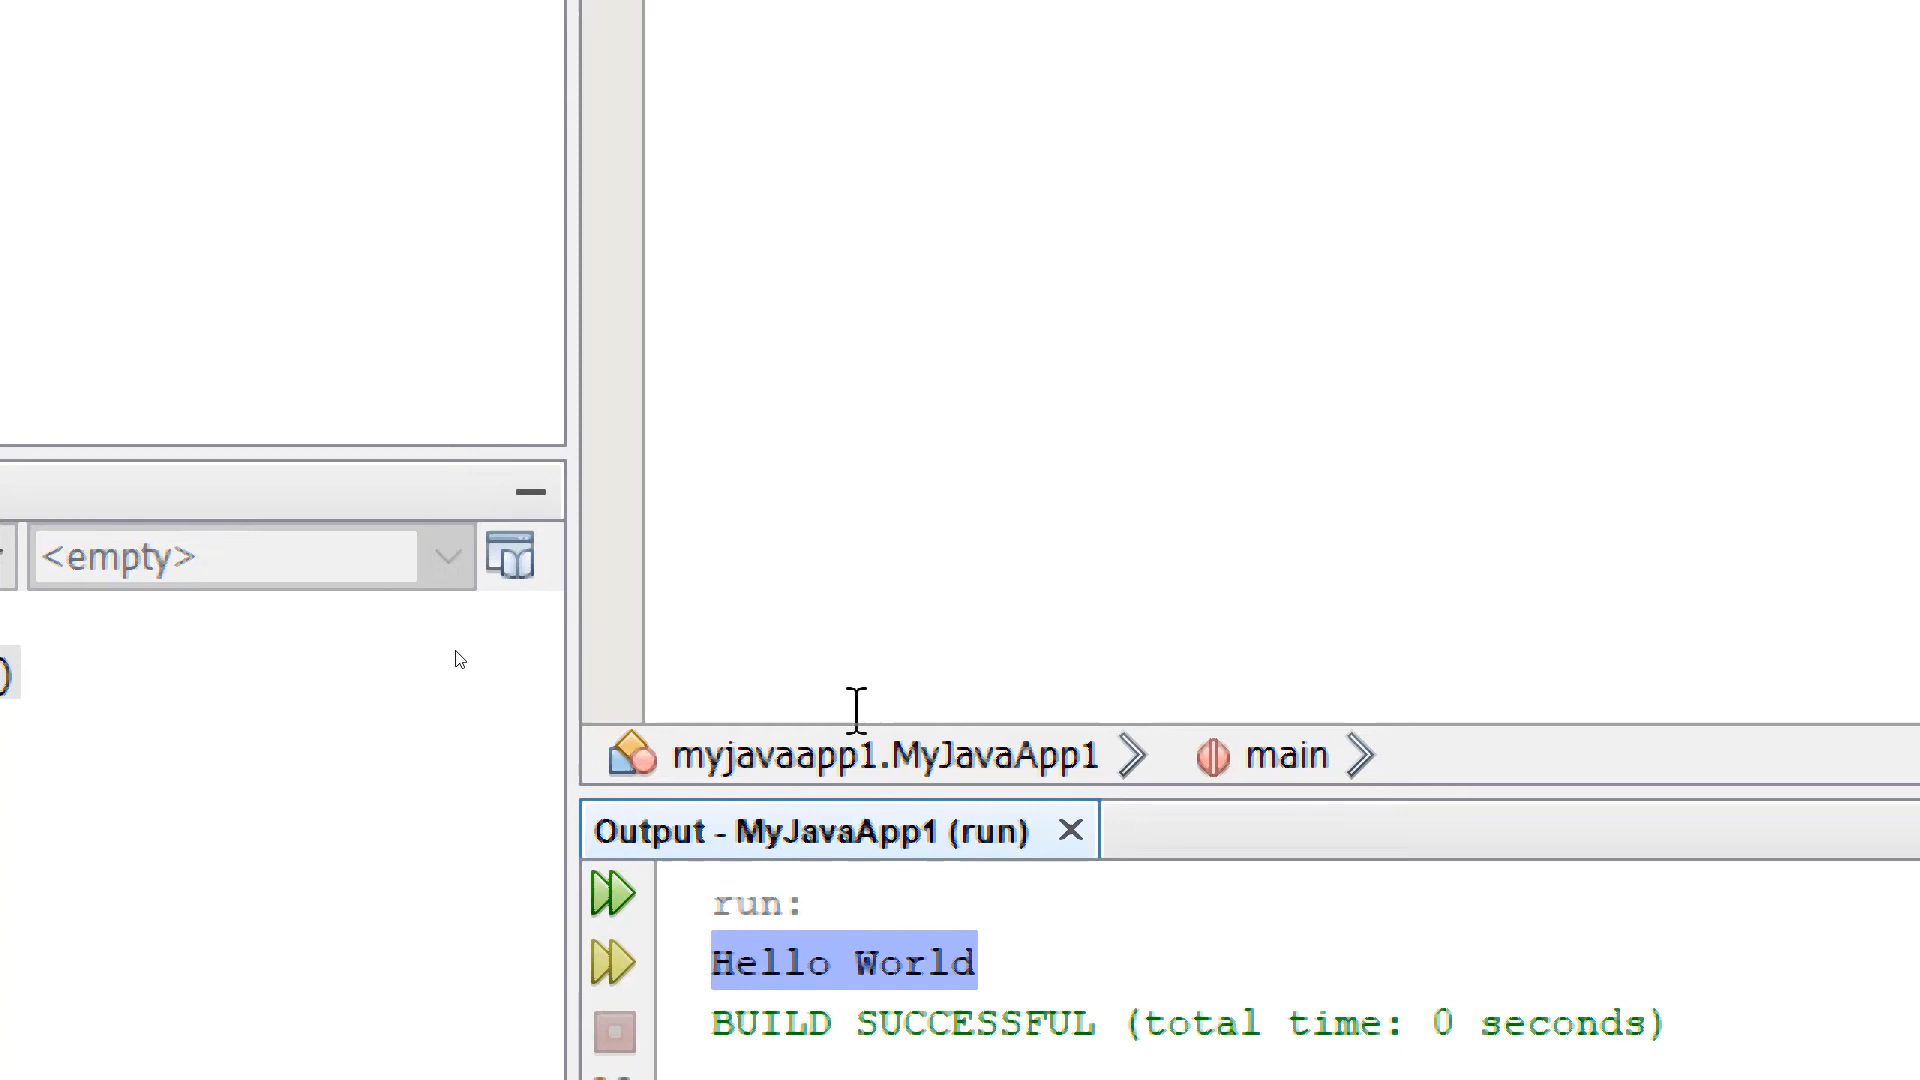 <empty>
)
myjavaapp1.MyJavaApp1 main
Output - MyJavaApp1 (run)
run:
Hello World
BUILD SUCCESSFUL (total time: 0 seconds)